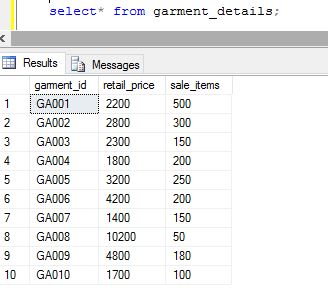 select* from garment_details;
Results Messages
garment_id retail_price sale_items
1 GA001 2200 500
2 GA002 2800 300
3 GA003 2300 150
4 GA004 1800 200
5 GA005 3200 250
6 GA006 4200 200
7 GA007 1400 150
8 GA008 10200 50
9 GA009 4800 180
10 GA010 1700 100